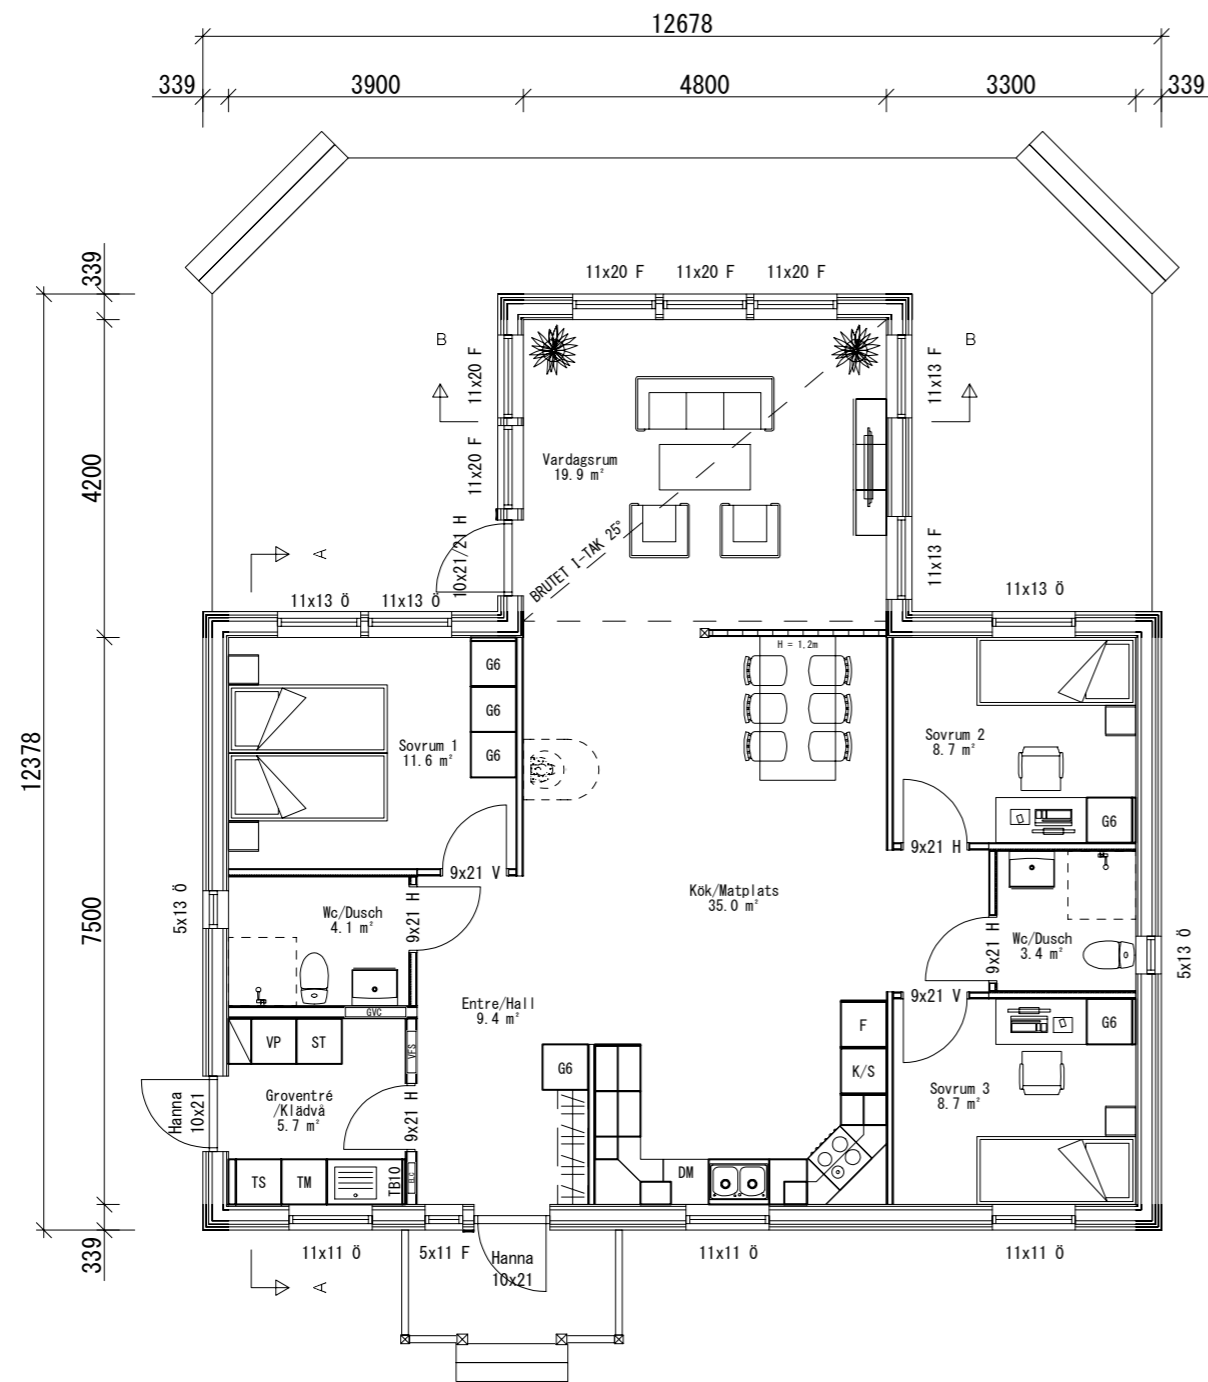 12678
339
3900
4800
3300
339
339
4200
12378
7500
339
11x20 F
11x20 F
11x20 F
B
B
11x20 F
11x20 F
11x13 F
11x13 F
Vardagsrum
19.9 m²
10x21/21 H
BRUTET I-TAK 25°
A
11x13 Ö
11x13 Ö
11x13 Ö
H = 1,2m
G6
G6
G6
Sovrum 1
11.6 m²
Sovrum 2
8.7 m²
G6
9x21 V
9x21 H
5x13 Ö
Wc/Dusch
4.1 m²
9x21 H
Kök/Matplats
35.0 m²
Wc/Dusch
3.4 m²
9x21 H
5x13 Ö
9x21 V
GVC
Entre/Hall
9.4 m²
F
G6
VP
ST
VFS
G6
K/S
Groventré
/Klädvå
5.7 m²
9x21 H
Hanna
10x21
Sovrum 3
8.7 m²
TS
TM
TB10
ELC
DM
11x11 Ö
5x11 F
Hanna
10x21
11x11 Ö
11x11 Ö
A